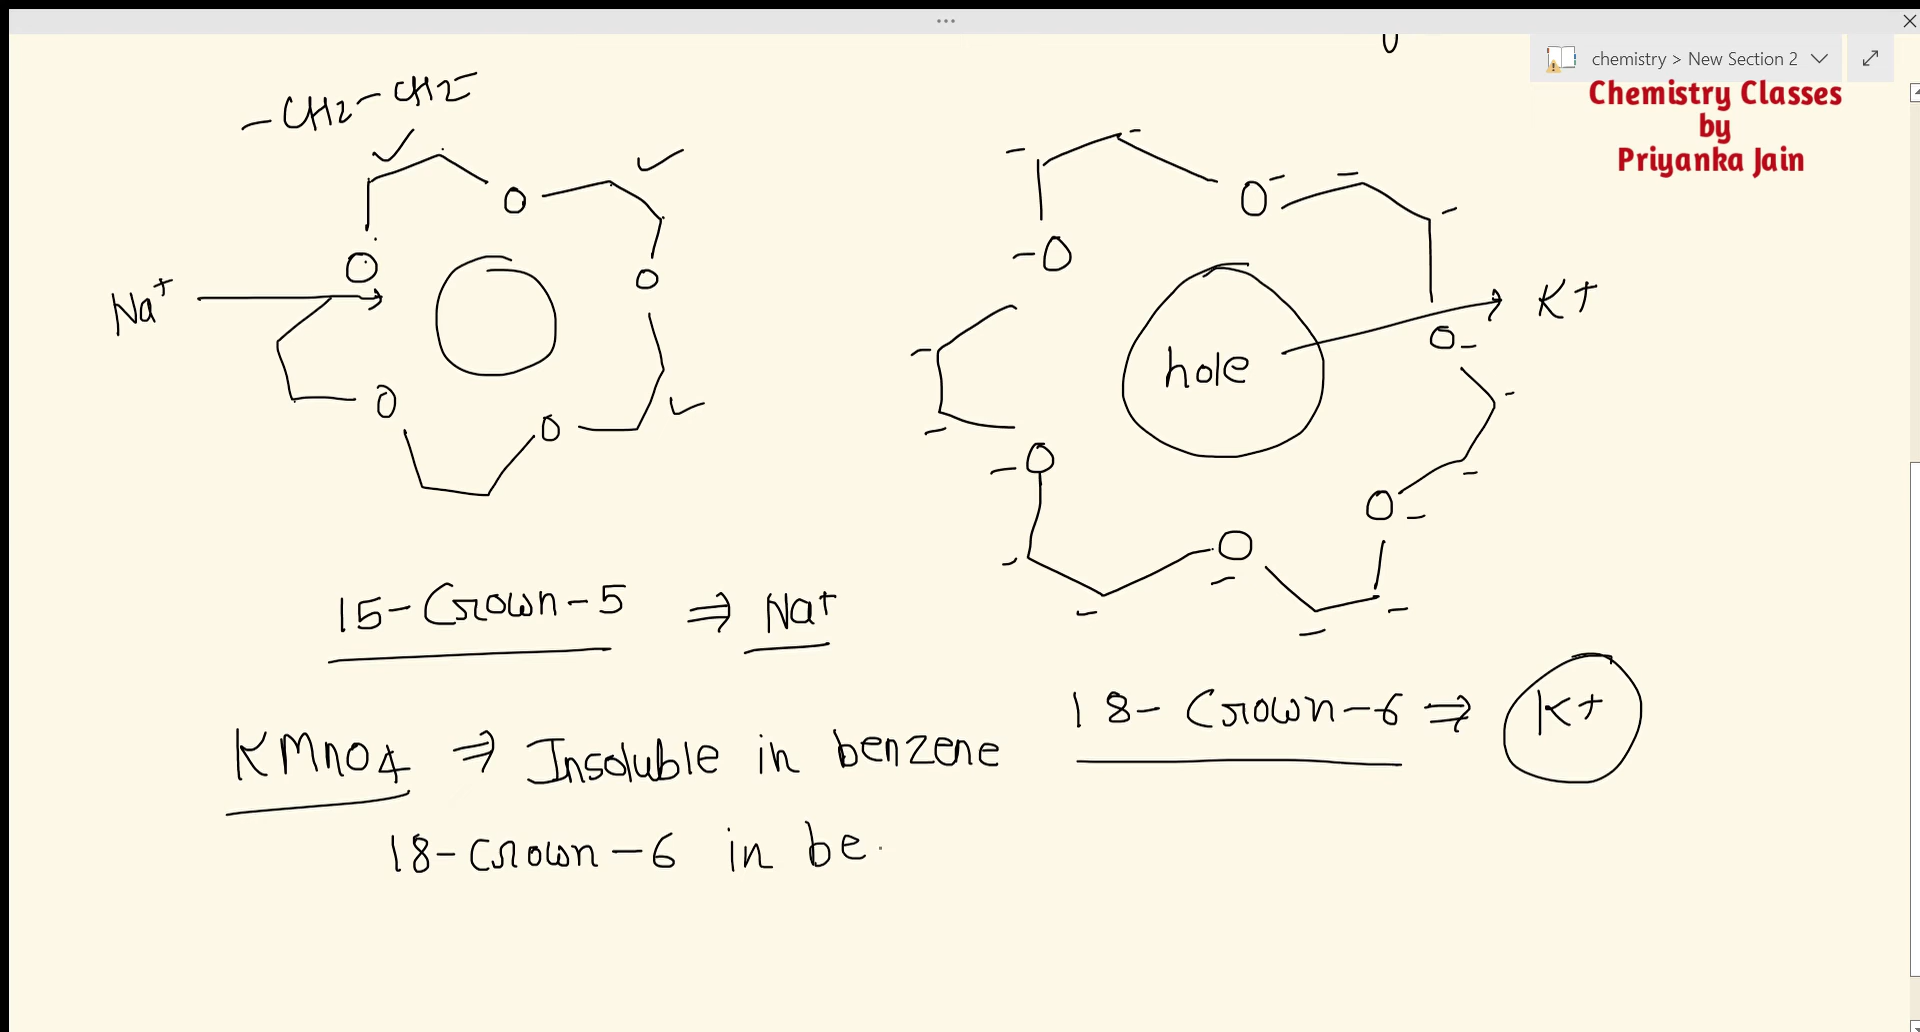 chemistry > New Section 2
Chemistry Classes
by
Priyanka Jain
-CH2-CH2-
O
O
O
O
O
Na+
-O
O-
O-
O-
O
-O
hole
K+
15-Crown-5 ⇒ Na+
18-Crown-6 ⇒ K+
KMnO4 ⇒ Insoluble in benzene
18-crown-6 in be